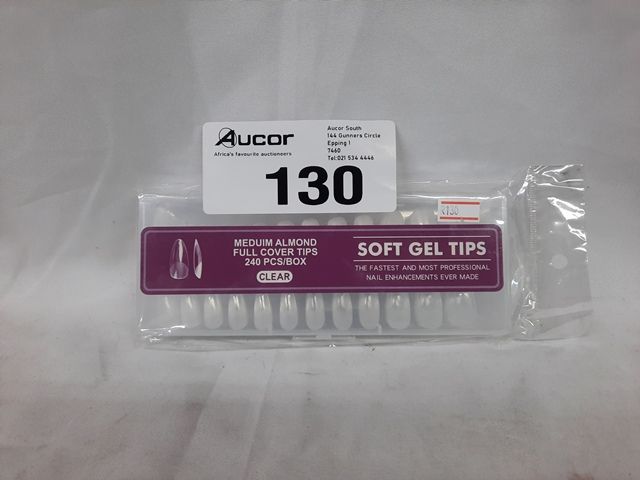 Aucor
Africa's favourite auctioneers
Aucor South
144 Gunners Circle
Epping 1
7460
Tel:021 534 4446
130
R130
MEDUIM ALMOND
FULL COVER TIPS
240 PCS/BOX
CLEAR
SOFT GEL TIPS
THE FASTEST AND MOST PROFESSIONAL
NAIL ENHANCEMENTS EVER MADE